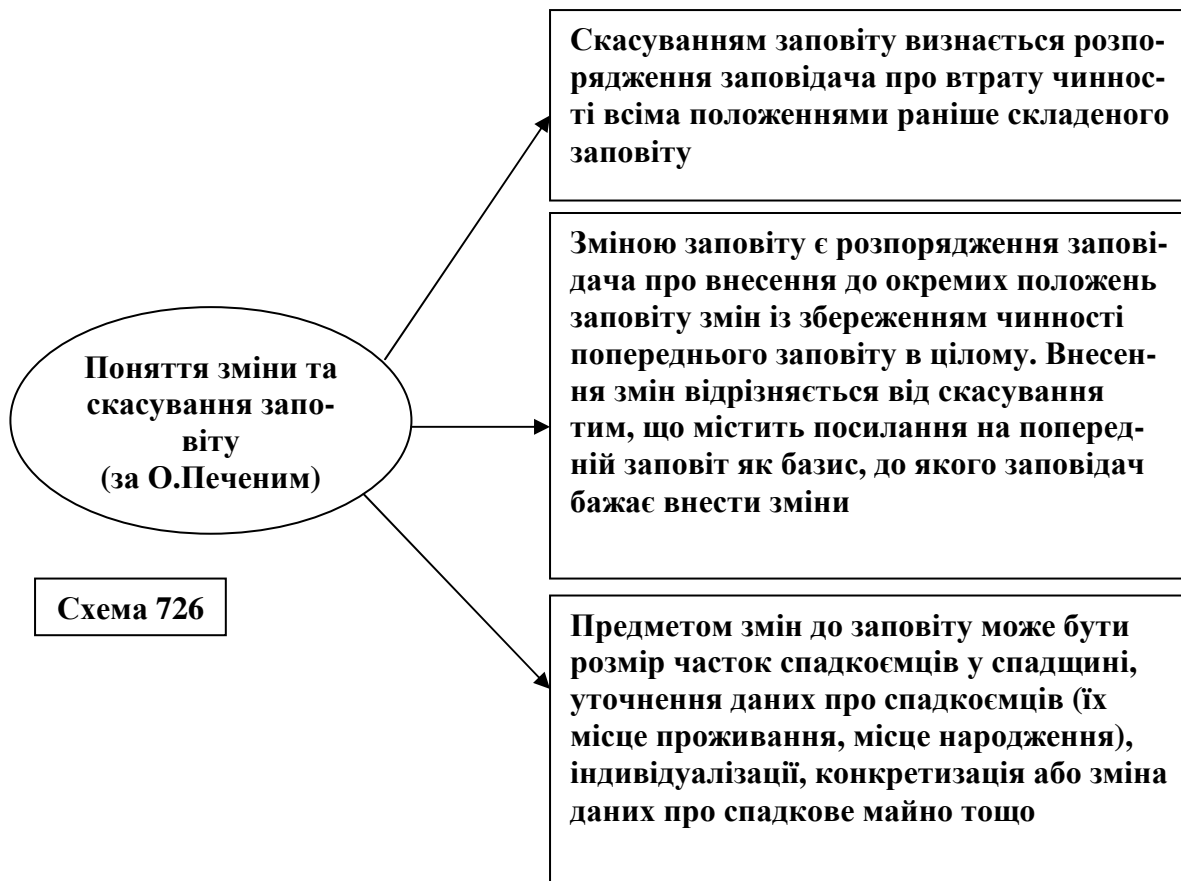 Скасуванням заповіту визнається розпо-
рядження заповідача про втрату чиннос-
ті всіма положеннями раніше складеного
заповіту
Зміною заповіту є розпорядження запові-
дача про внесення до окремих положень
заповіту змін із збереженням чинності
попереднього заповіту в цілому. Внесен-
ня змін відрізняється від скасування
тим, що містить посилання на поперед-
ній заповіт як базис, до якого заповідач
бажає внести зміни
Поняття зміни та
скасування запо-
віту
(за О.Печеним)
Схема 726
Предметом змін до заповіту може бути
розмір часток спадкоємців у спадщині,
уточнення даних про спадкоємців (їх
місце проживання, місце народження),
індивідуалізації, конкретизація або зміна
даних про спадкове майно тощо